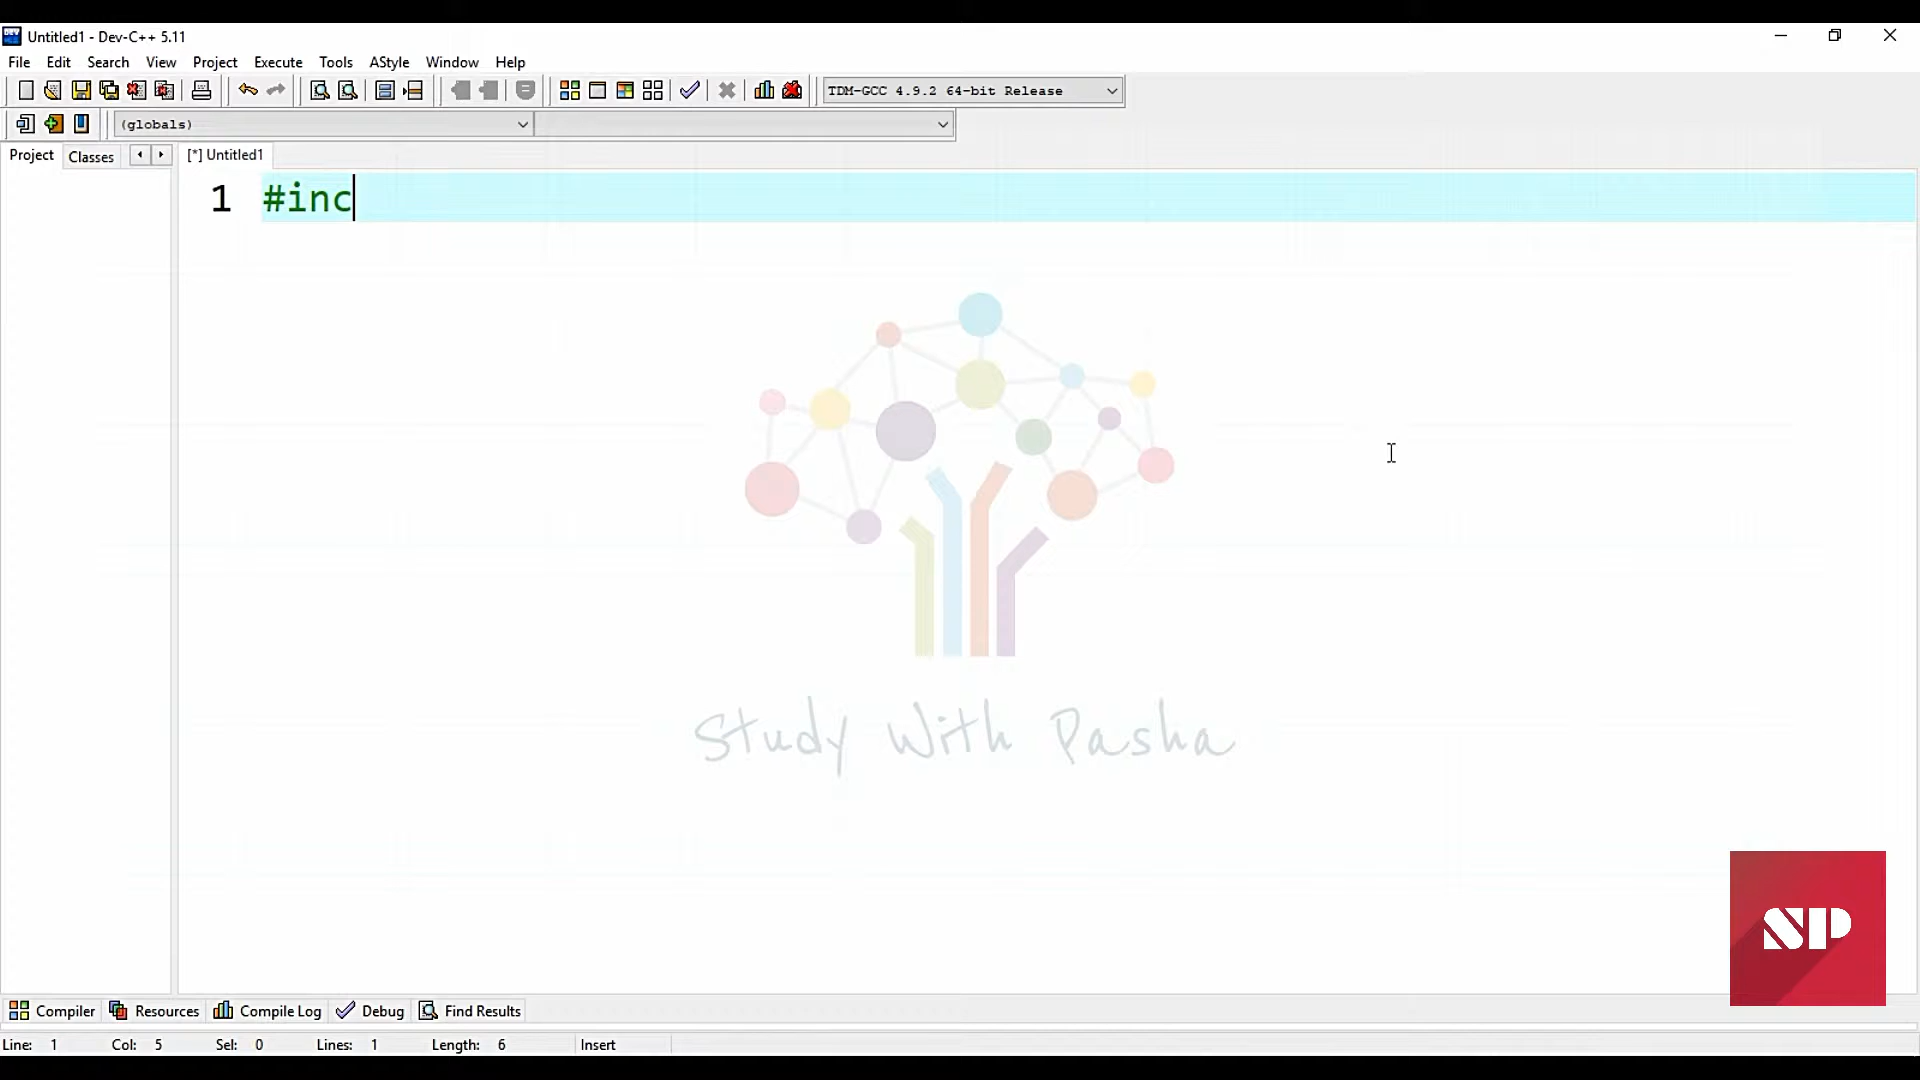 Untitled1 - Dev-C++ 5.11
File Edit Search View Project Execute Tools AStyle Window Help
TDM-GCC 4.9.2 64-bit Release
(globals)
Project Classes [*] Untitled1
1 #inc
Study With Pasha
SP
Compiler Resources Compile Log Debug Find Results
Line: 1 Col: 5 Sel: 0 Lines: 1 Length: 6 Insert